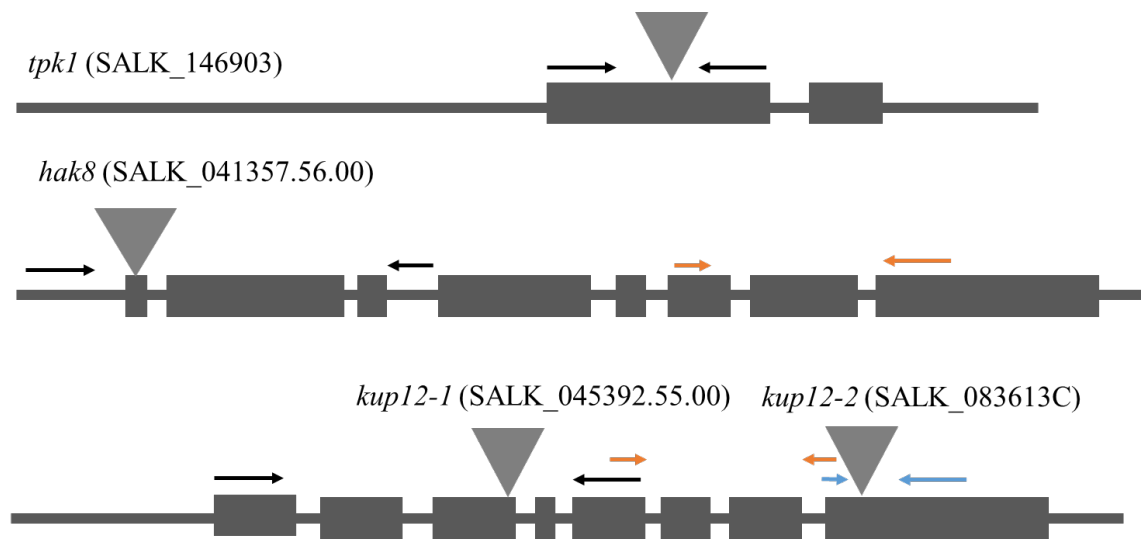 tpk1 (SALK_146903)
hak8 (SALK_041357.56.00)
kup12-1 (SALK_045392.55.00) kup12-2 (SALK_083613C)